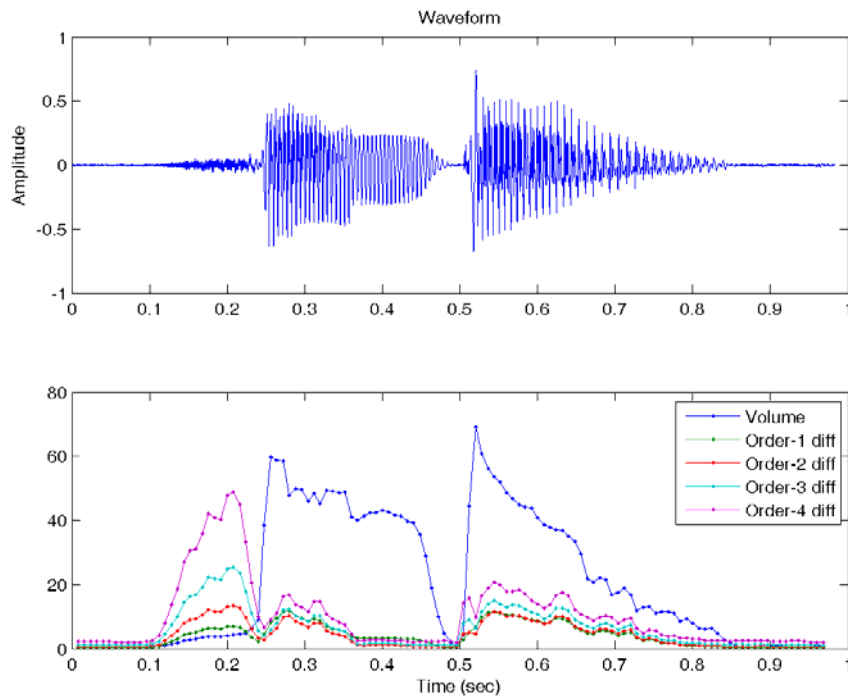 Waveform
1
0.5
0
-0.5
-1
Amplitude
0 0.1 0.2 0.3 0.4 0.5 0.6 0.7 0.8 0.9 1
80
60
40
20
0
Volume
Order-1 diff
Order-2 diff
Order-3 diff
Order-4 diff
0 0.1 0.2 0.3 0.4 0.5 0.6 0.7 0.8 0.9 1
Time (sec)